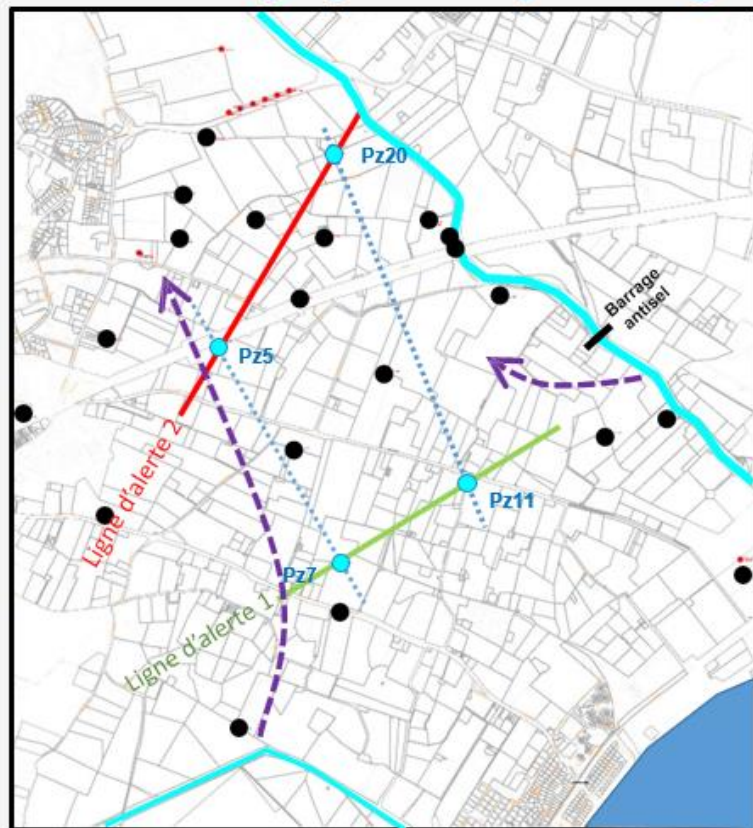 Pz20
Barrage
antisel
Pz5
Ligne d'alerte 2
Pz11
Pz7
Ligne d'alerte 1